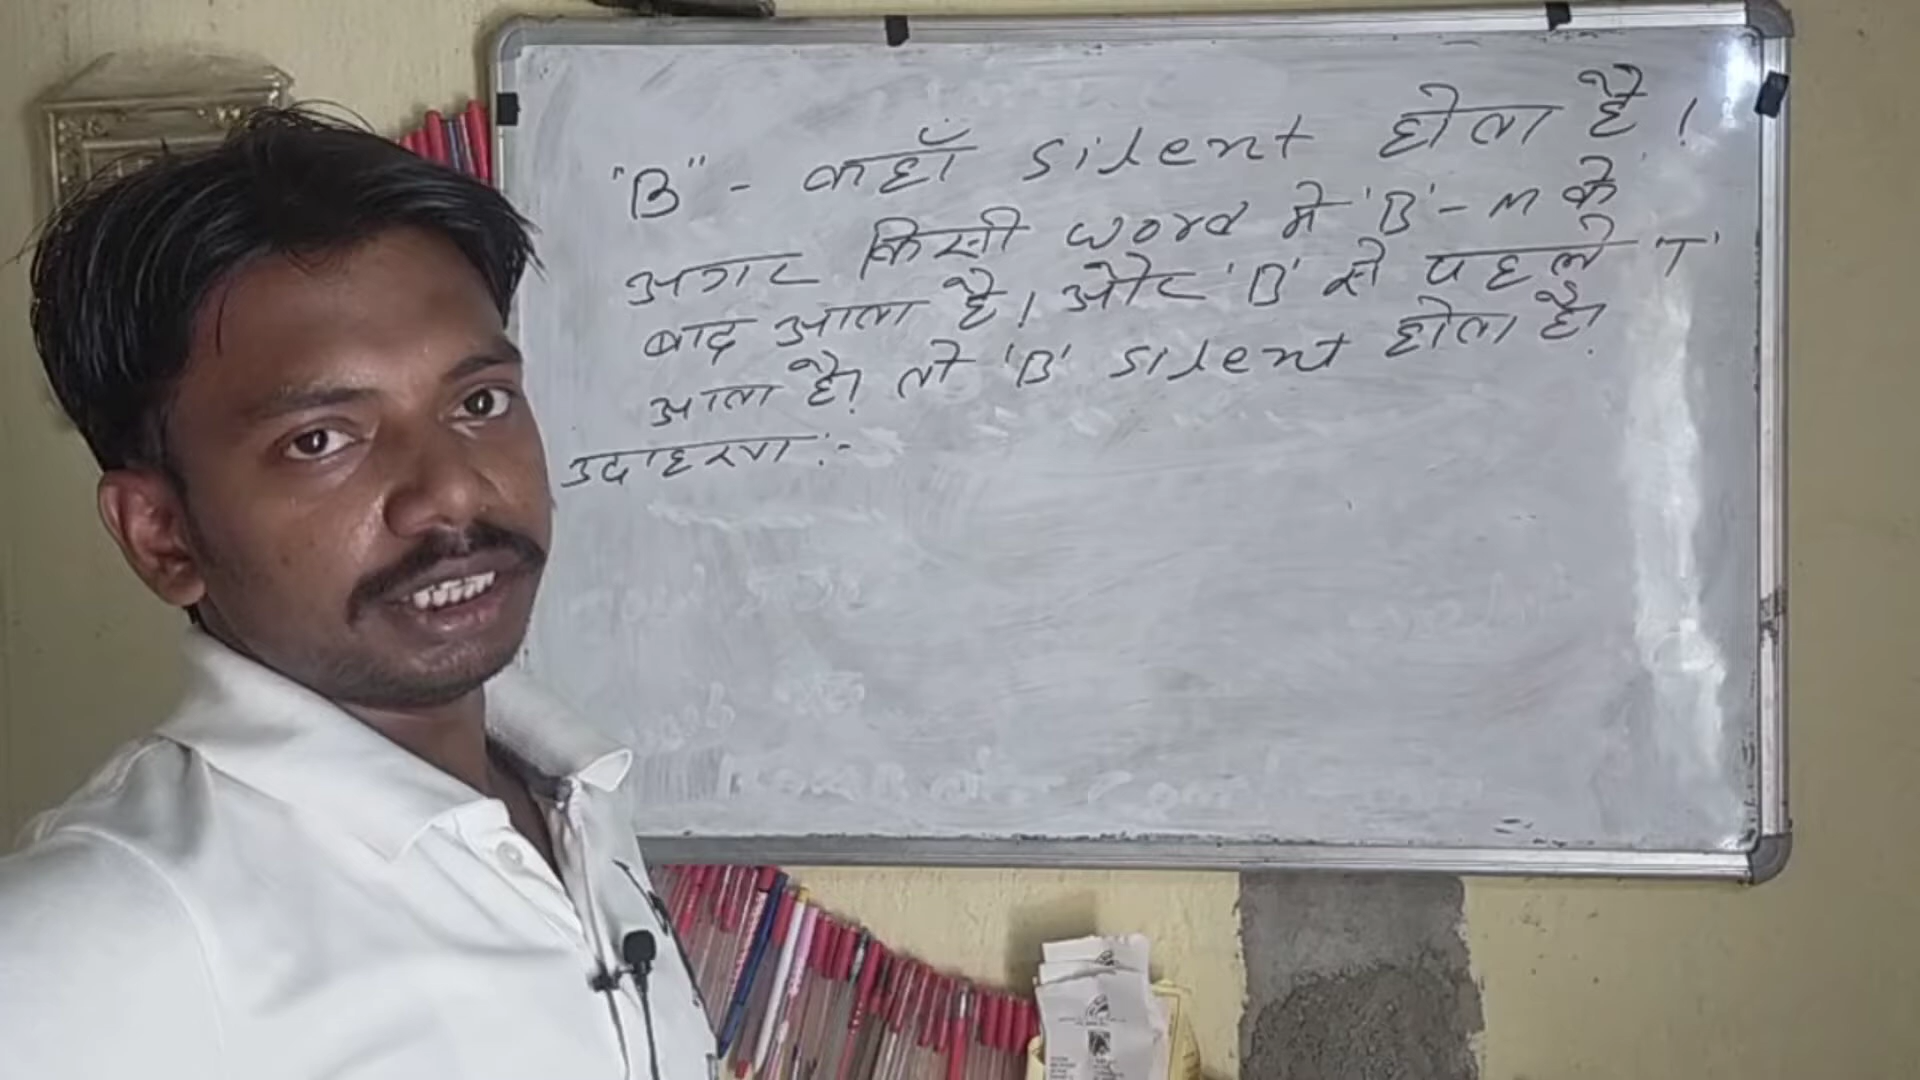 "B" - कहाँ silent होता है।
अगर किसी word मे 'B' - M के
बाद आता है। और 'B' से पहले 'T'
आता है। तो 'B' silent होता है।
उदाहरण :-